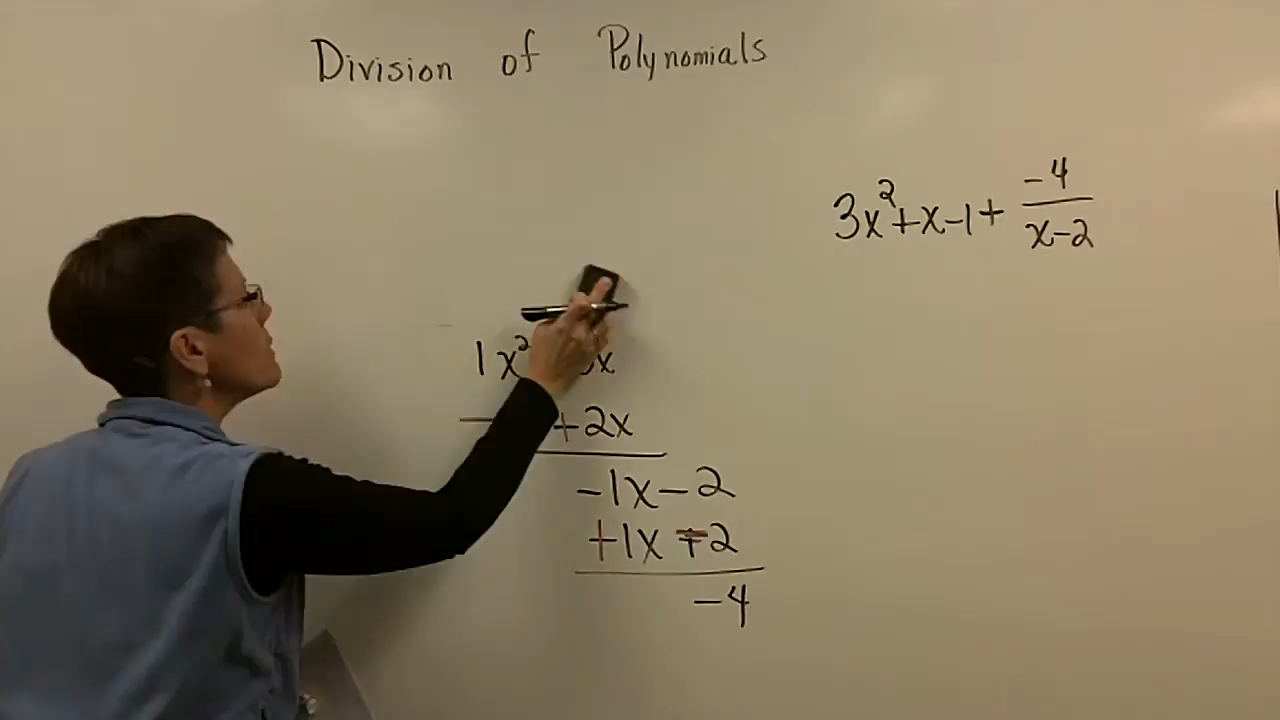 Division of Polynomials
3x²+x-1+ -4/x-2
1x² x
- +2x
-1x-2
+1x∓2
-4